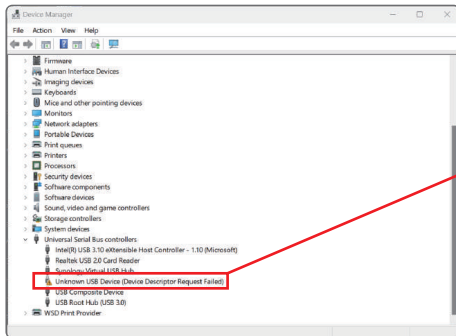 Device Manager
File Action View Help
Firmware
Human Interface Devices
Imaging devices
Keyboards
Mice and other pointing devices
Monitors
Network adapters
Portable Devices
Print queues
Printers
Processors
Security devices
Software components
Software devices
Sound, video and game controllers
Storage controllers
System devices
Universal Serial Bus controllers
Intel(R) USB 3.10 eXtensible Host Controller - 1.10 (Microsoft)
Realtek USB 2.0 Card Reader
Synology Virtual USB Hub
Unknown USB Device (Device Descriptor Request Failed)
USB Composite Device
USB Root Hub (USB 3.0)
WSD Print Provider